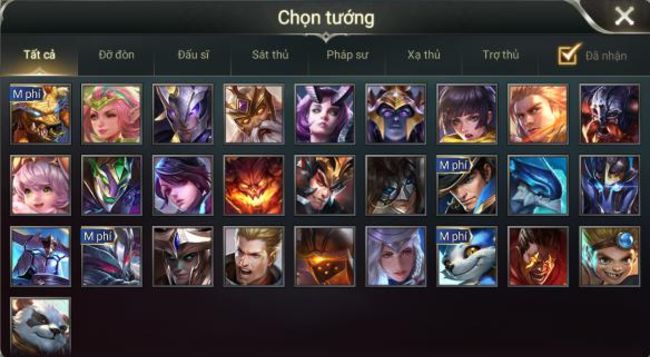 Chọn tướng
Tất cả Đỡ đòn Đấu sĩ Sát thủ Pháp sư Xạ thủ Trợ thủ Đã nhận
M phí
M phí
M phí M phí